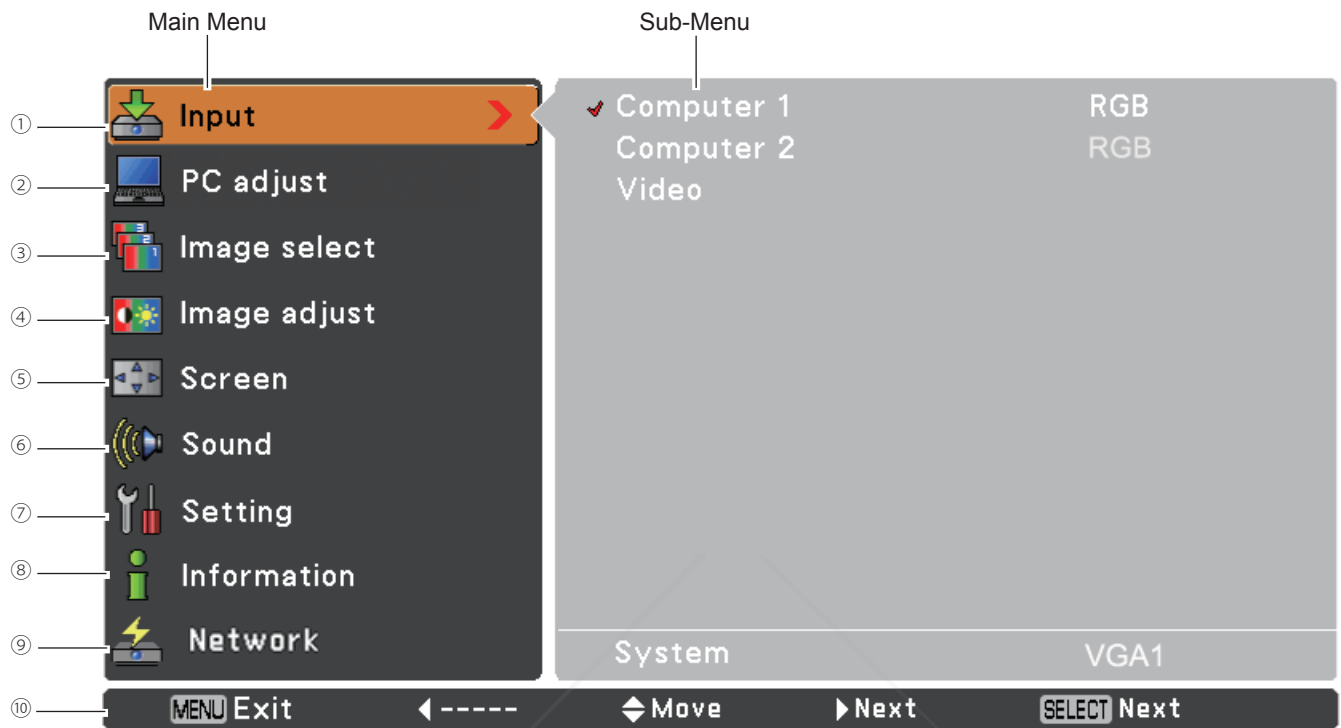 Main Menu Sub-Menu
① Input Computer 1 RGB
Computer 2 RGB
② PC adjust Video
③ Image select
④ Image adjust
⑤ Screen
⑥ Sound
⑦ Setting
⑧ Information
⑨ Network System VGA1
⑩ MENU Exit ----- Move Next SELECT Next